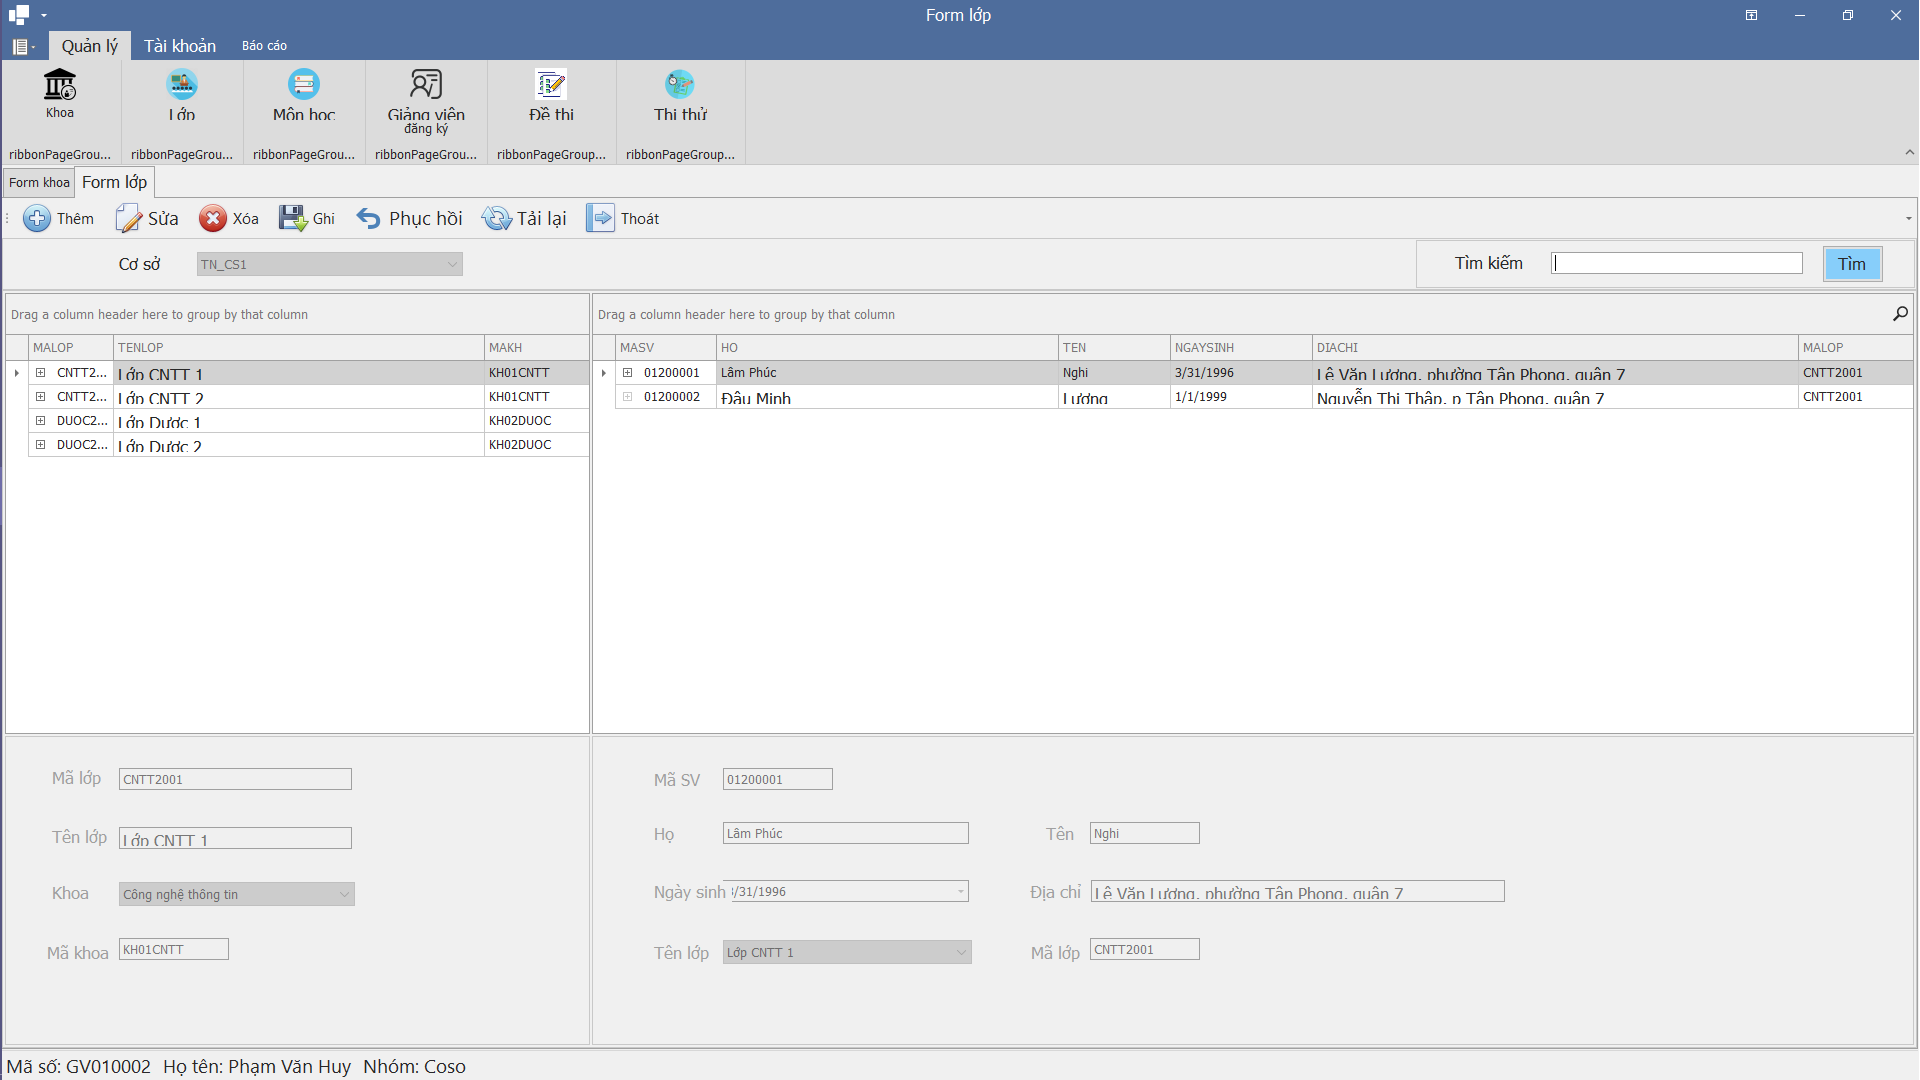 Form lớp
Quản lý Tài khoản Báo cáo
Khoa Lớp Môn học Giảng viên đăng ký Đề thi Thi thử
ribbonPageGrou... ribbonPageGrou... ribbonPageGrou... ribbonPageGrou... ribbonPageGroup... ribbonPageGroup...
Form khoa Form lớp
Thêm Sửa Xóa Ghi Phục hồi Tải lại Thoát
Cơ sở TN_CS1 Tìm kiếm Tìm
Drag a column header here to group by that column
MALOP TENLOP MAKH
CNTT2... Lớp CNTT 1 KH01CNTT
CNTT2... Lớp CNTT 2 KH01CNTT
DUOC2... Lớp Dược 1 KH02DUOC
DUOC2... Lớp Dược 2 KH02DUOC
Drag a column header here to group by that column
MASV HO TEN NGAYSINH DIACHI MALOP
01200001 Lâm Phúc Nghi 3/31/1996 Lê Văn Lương, phường Tân Phong, quận 7 CNTT2001
01200002 Đậu Minh Lương 1/1/1999 Nguyễn Thị Thập, p Tân Phong, quận 7 CNTT2001
Mã lớp CNTT2001
Tên lớp Lớp CNTT 1
Khoa Công nghệ thông tin
Mã khoa KH01CNTT
Mã SV 01200001
Họ Lâm Phúc Tên Nghi
Ngày sinh 3/31/1996 Địa chỉ Lê Văn Lương, phường Tân Phong, quận 7
Tên lớp Lớp CNTT 1 Mã lớp CNTT2001
Mã số: GV010002 Họ tên: Phạm Văn Huy Nhóm: Coso